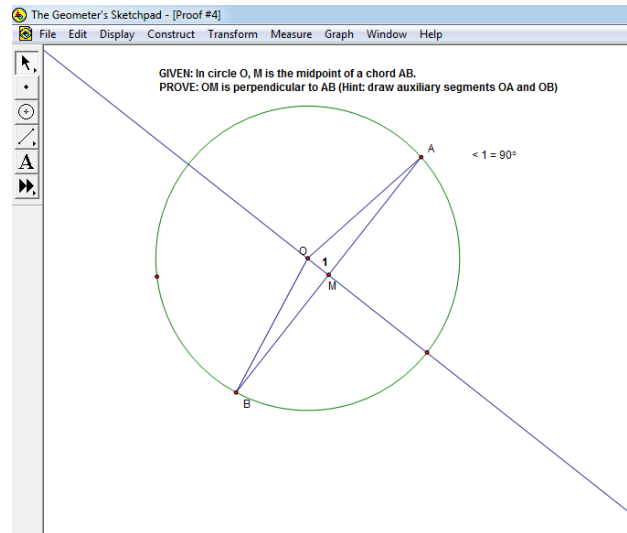 The Geometer's Sketchpad - [Proof #4]
File Edit Display Construct Transform Measure Graph Window Help
GIVEN: In circle O, M is the midpoint of a chord AB.
PROVE: OM is perpendicular to AB (Hint: draw auxiliary segments OA and OB)
A
< 1 = 90°
O
1
M
B
A